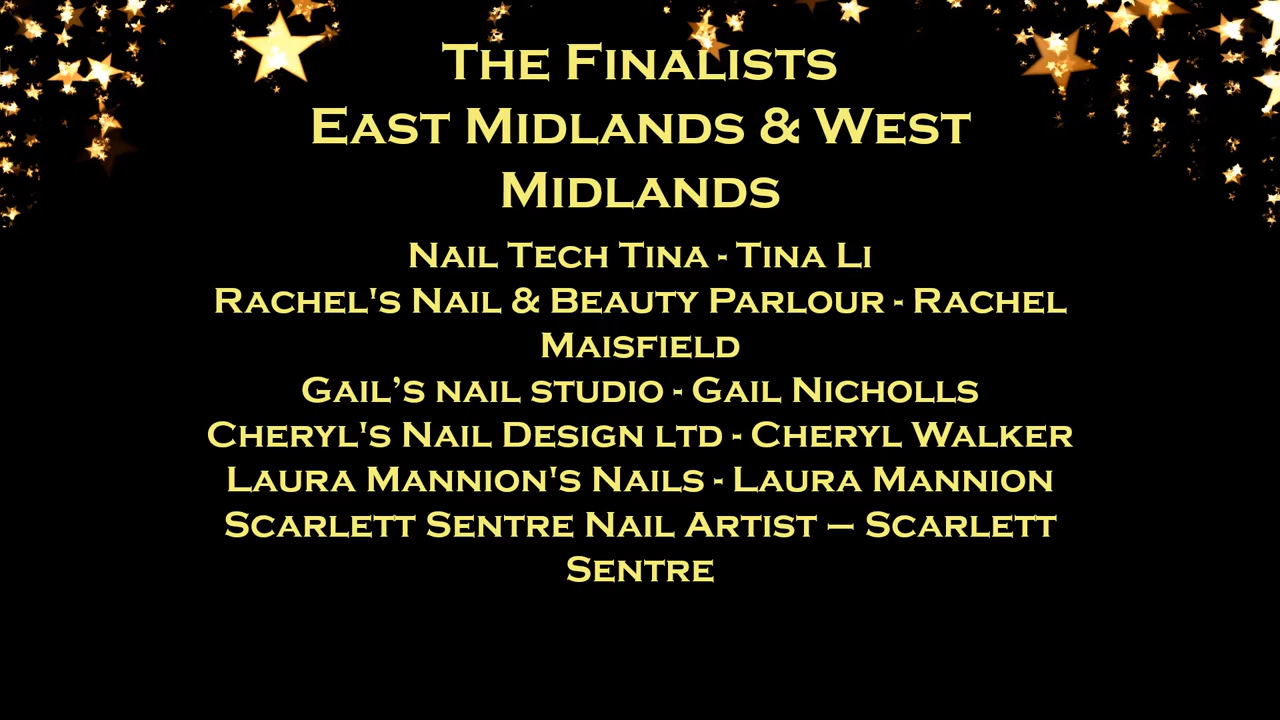 The Finalists
East Midlands & West
Midlands
Nail Tech Tina - Tina Li
Rachel's Nail & Beauty Parlour - Rachel
Maisfield
Gail’s nail studio - Gail Nicholls
Cheryl's Nail Design ltd - Cheryl Walker
Laura Mannion's Nails - Laura Mannion
Scarlett Sentre Nail Artist – Scarlett
Sentre